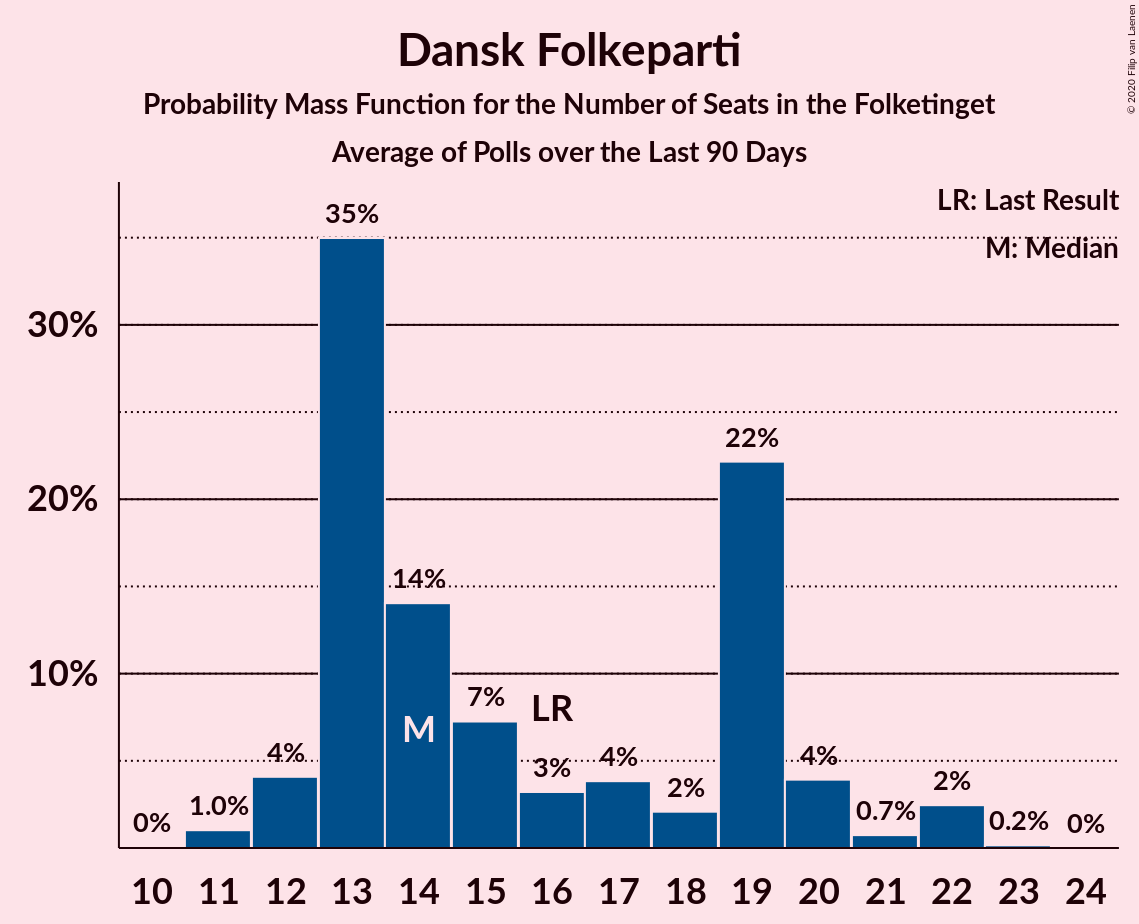 Dansk Folkeparti
Probability Mass Function for the Number of Seats in the Folketinget
Average of Polls over the Last 90 Days
© 2020 Filip van Laenen
LR: Last Result
M: Median
35%
30%
22%
20%
14%
10%
7%
LR
M
4%
3%
4%
2%
4%
2%
0%
1.0%
0.7%
0.2%
0%
10 11 12 13 14 15 16 17 18 19 20 21 22 23 24